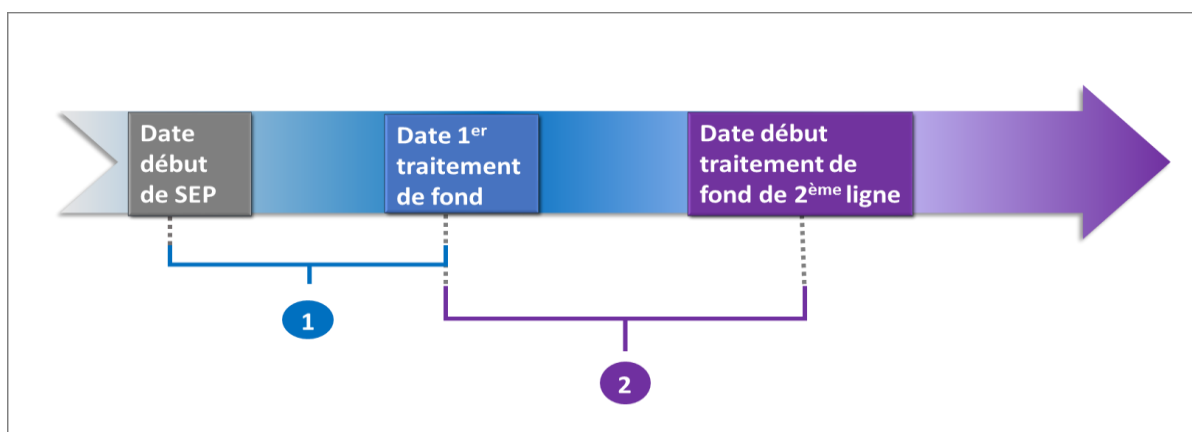 Date
début
de SEP
Date 1er
traitement
de fond
Date début
traitement de
fond de 2ème ligne
1
2